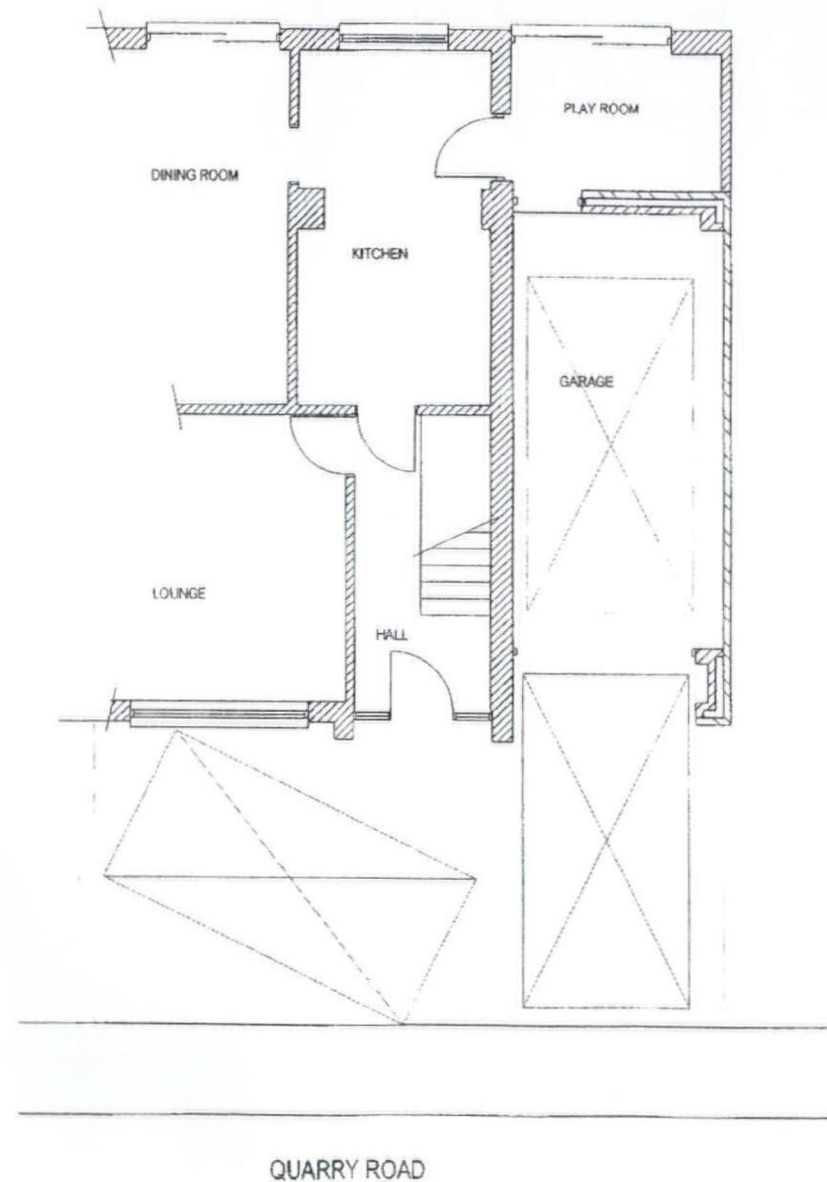 PLAY ROOM
DINING ROOM
KITCHEN
GARAGE
LOUNGE
HALL
QUARRY ROAD